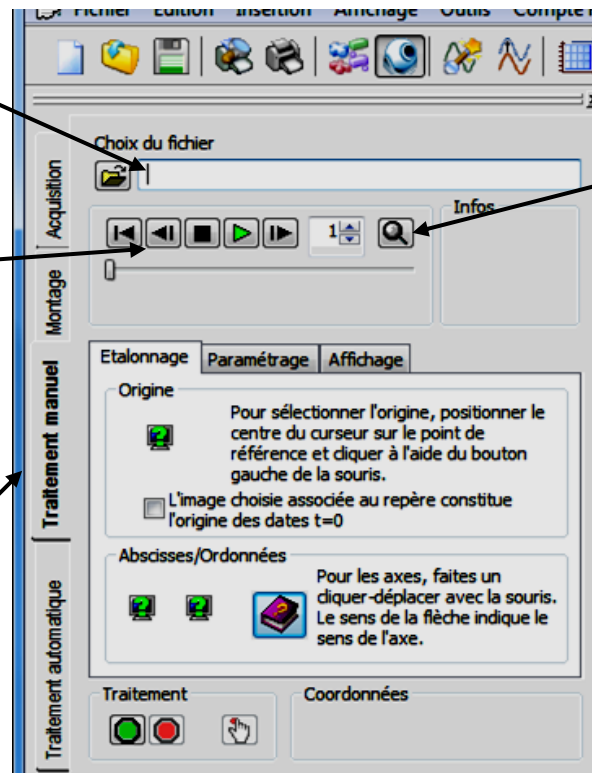 Fichier Edition Insertion Affichage Outils Compte
Choix du fichier
Acquisition
Infos
1
Montage
Traitement manuel
Traitement automatique
Etalonnage Paramétrage Affichage
Origine
Pour sélectionner l'origine, positionner le
centre du curseur sur le point de
référence et cliquer à l'aide du bouton
gauche de la souris.
L'image choisie associée au repère constitue
l'origine des dates t=0
Abscisses/Ordonnées
Pour les axes, faites un
cliquer-déplacer avec la souris.
Le sens de la flèche indique le
sens de l'axe.
Traitement
Coordonnées